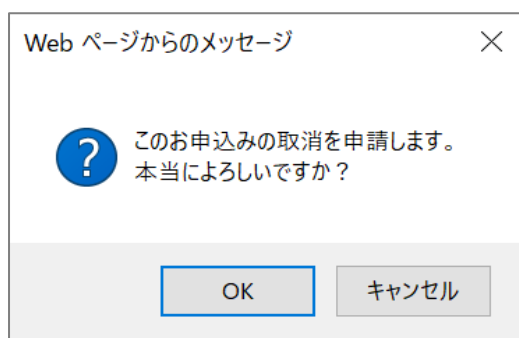 Web ページからのメッセージ
このお申込みの取消を申請します。
本当によろしいですか？
OK
キャンセル